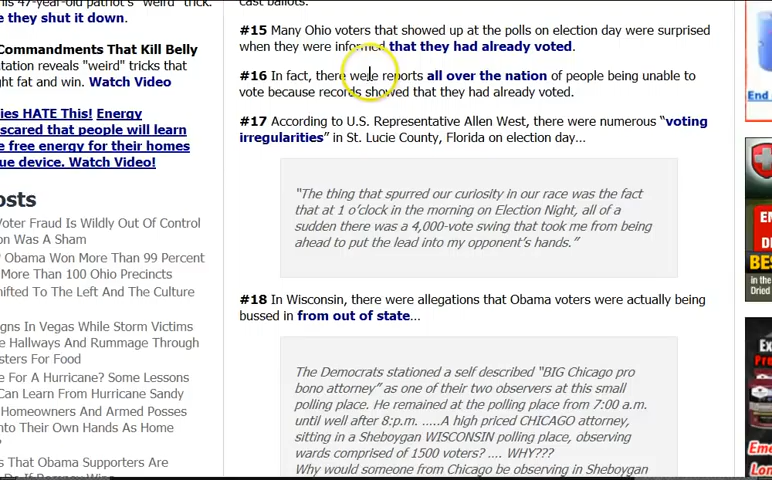 cast ballots.
#15 Many Ohio voters that showed up at the polls on election day were surprised
when they were informed that they had already voted.
#16 In fact, there were reports all over the nation of people being unable to
vote because records showed that they had already voted.
#17 According to U.S. Representative Allen West, there were numerous “voting
irregularities” in St. Lucie County, Florida on election day…
“The thing that spurred our curiosity in our race was the fact
that at 1 o’clock in the morning on Election Night, all of a
sudden there was a 4,000-vote swing that took me from being
ahead to put the lead into my opponent’s hands.”
#18 In Wisconsin, there were allegations that Obama voters were actually being
bussed in from out of state…
The Democrats stationed a self described “BIG Chicago pro
bono attorney” as one of their two observers at this small
polling place. He remained at the polling place from 7:00 a.m.
until well after 8:p.m. …..A high priced CHICAGO attorney,
sitting in a Sheboygan WISCONSIN polling place, observing
wards comprised of 1500 voters? …. WHY???
Why would someone from Chicago be observing in Sheboygan
his 47-year-old patriot's "weird" trick.
e they shut it down.
Commandments That Kill Belly
tation reveals "weird" tricks that
ght fat and win. Watch Video
ies HATE This! Energy
scared that people will learn
e free energy for their homes
ue device. Watch Video!
osts
Voter Fraud Is Wildly Out Of Control
on Was A Sham
? Obama Won More Than 99 Percent
More Than 100 Ohio Precincts
hifted To The Left And The Culture
igns In Vegas While Storm Victims
e Hallways And Rummage Through
sters For Food
e For A Hurricane? Some Lessons
Can Learn From Hurricane Sandy
Homeowners And Armed Posses
nto Their Own Hands As Home
?
s That Obama Supporters Are
End
EM
DE
BES
in the
Dried
Ex
Eme
Lon